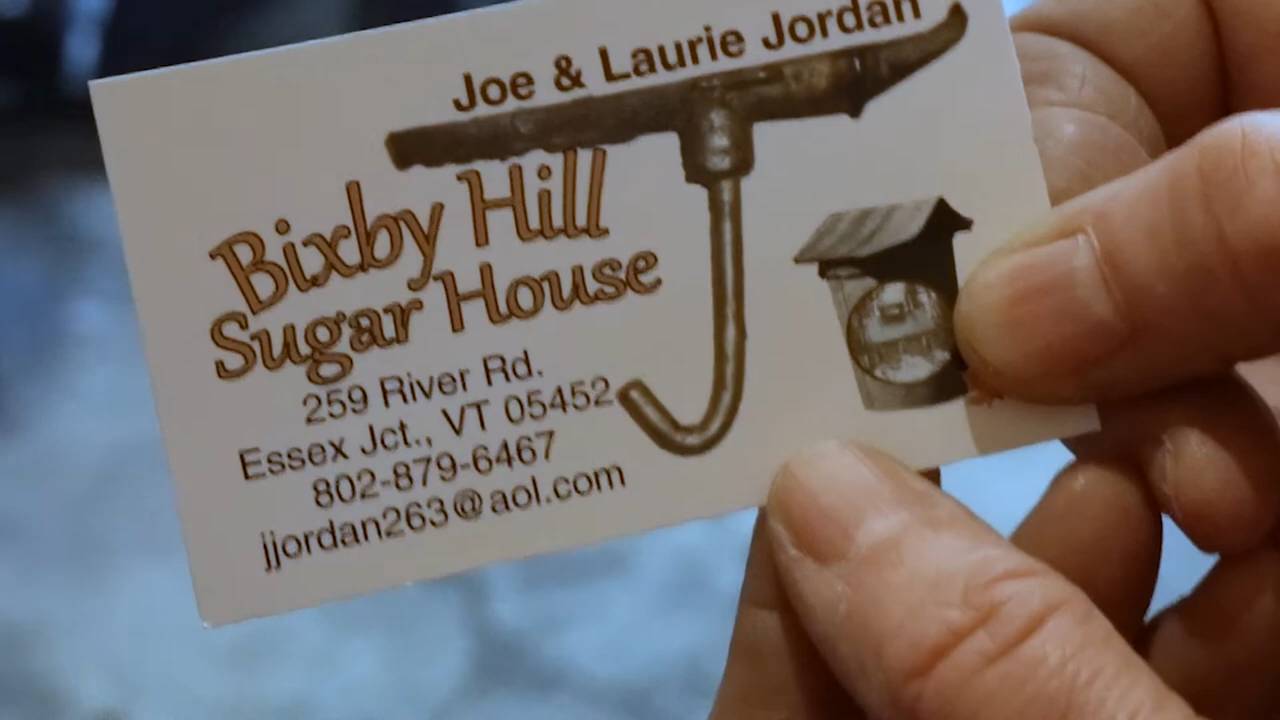 Joe & Laurie Jordan
Bixby Hill
Sugar House
259 River Rd.
Essex Jct., VT 05452
802-879-6467
jjordan263@aol.com